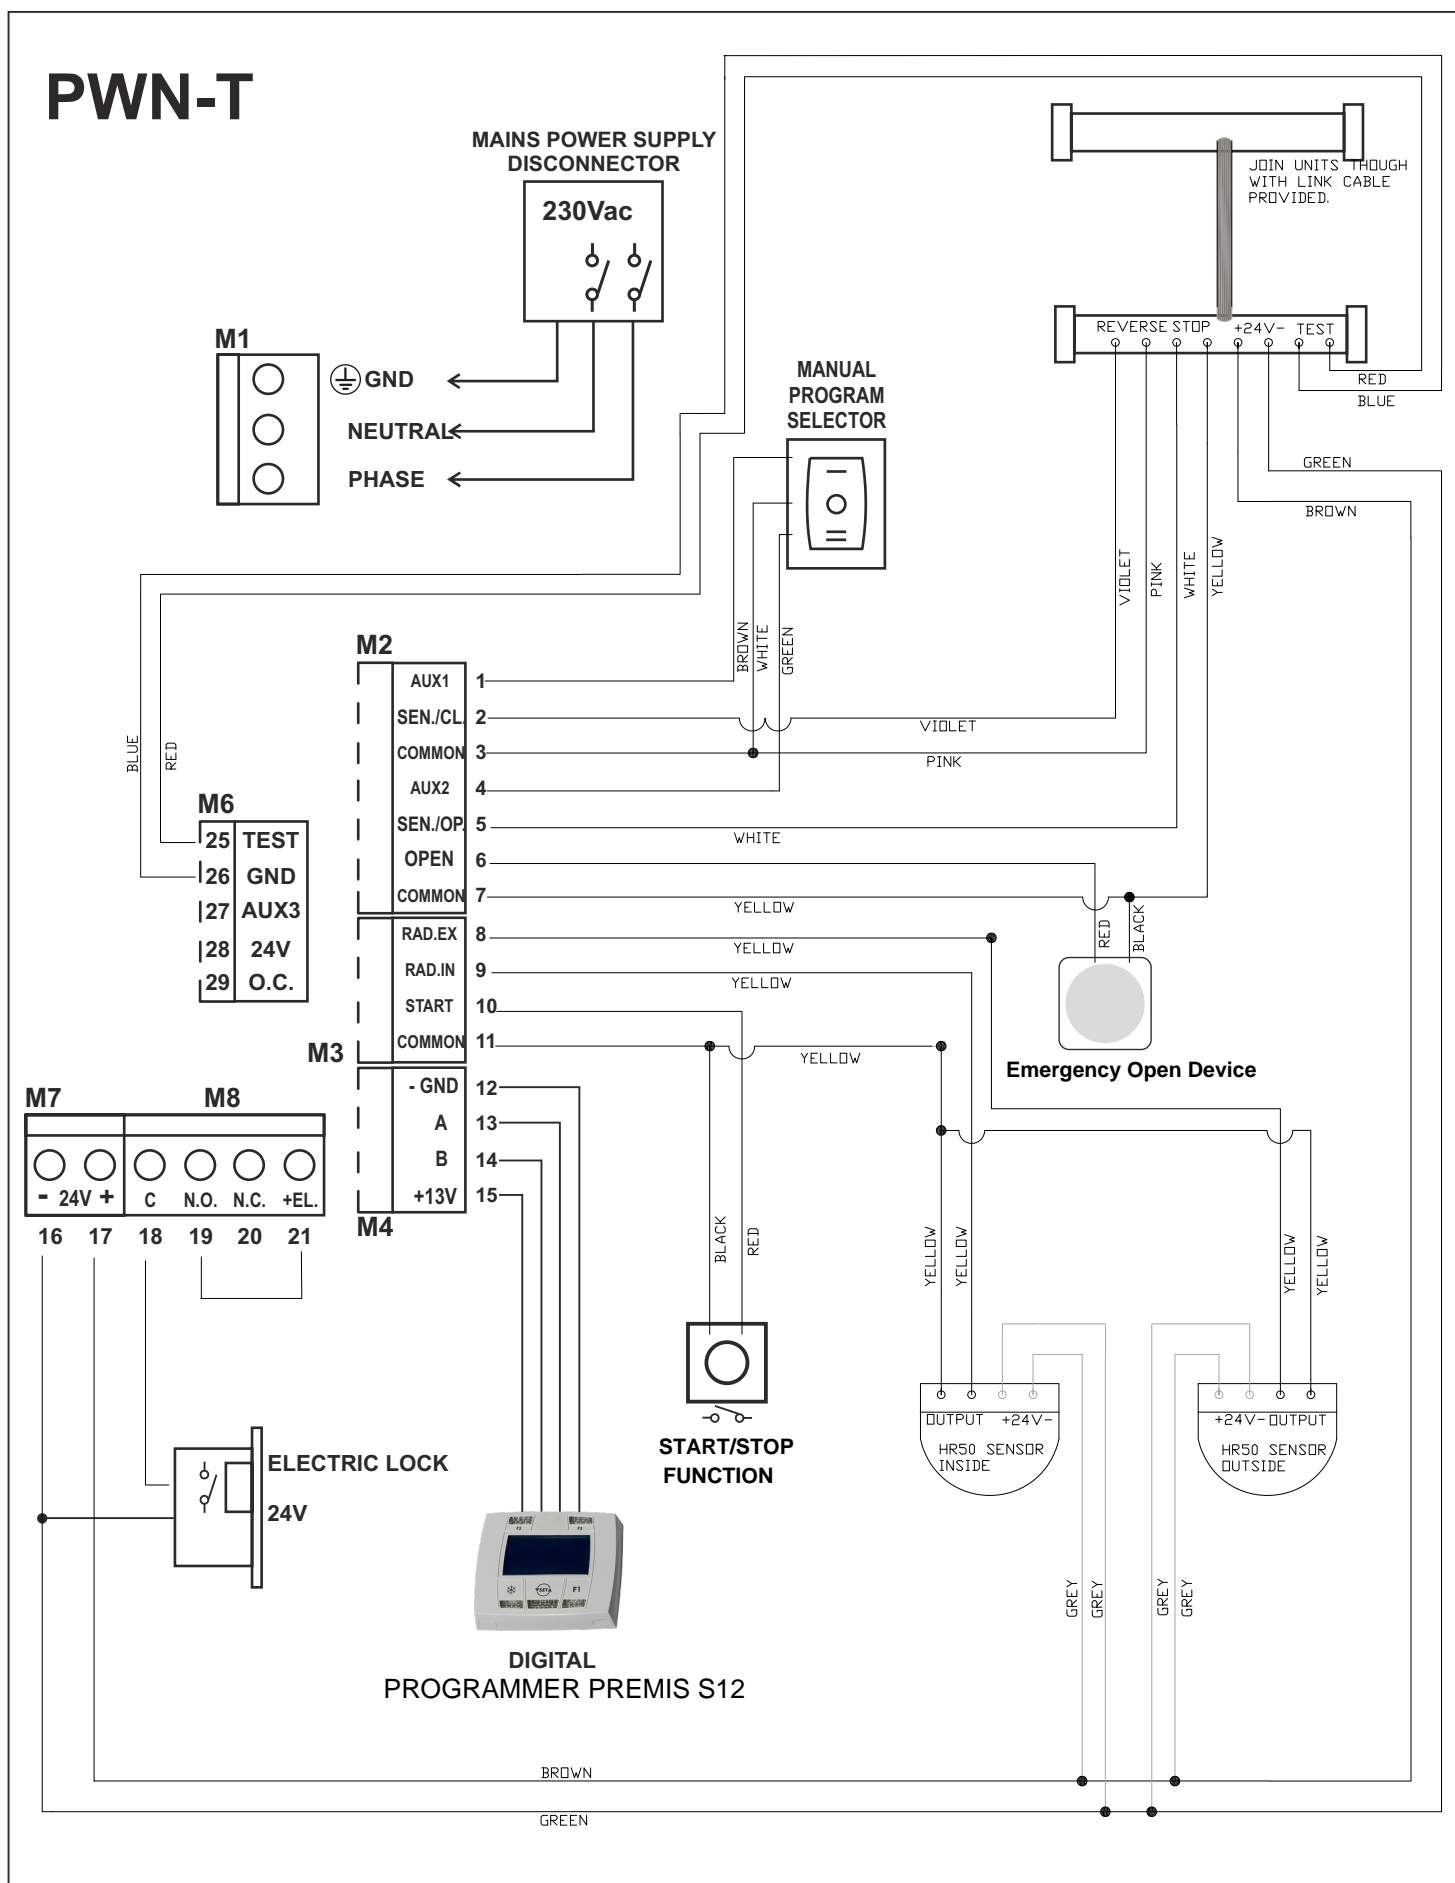 PWN-T
MAINS POWER SUPPLY
DISCONNECTOR
230Vac
JOIN UNITS THOUGH
WITH LINK CABLE
PROVIDED.
REVERSE STOP +24V- TEST
RED
BLUE
GREEN
BROWN
M1
GND
NEUTRAL
PHASE
MANUAL
PROGRAM
SELECTOR
VIOLET
PINK
WHITE
YELLOW
BROWN
WHITE
GREEN
M2
AUX1 1
SEN./CL. 2
VIOLET
COMMON 3
PINK
AUX2 4
SEN./OP. 5
WHITE
OPEN 6
COMMON 7
YELLOW
RED
BLACK
BLUE
RED
M6
25 TEST
26 GND
27 AUX3
28 24V
29 O.C.
RAD.EX 8
YELLOW
RAD.IN 9
YELLOW
START 10
COMMON 11
YELLOW
M3
Emergency Open Device
- GND 12
A 13
B 14
+13V 15
M4
M7 M8
- 24V + C N.O. N.C. +EL.
16 17 18 19 20 21
BLACK
RED
YELLOW
YELLOW
YELLOW
YELLOW
START/STOP
FUNCTION
OUTPUT +24V-
HR50 SENSOR
INSIDE
+24V- OUTPUT
HR50 SENSOR
OUTSIDE
ELECTRIC LOCK
24V
SET
F1
DIGITAL
PROGRAMMER PREMIS S12
GREY
GREY
GREY
GREY
BROWN
GREEN